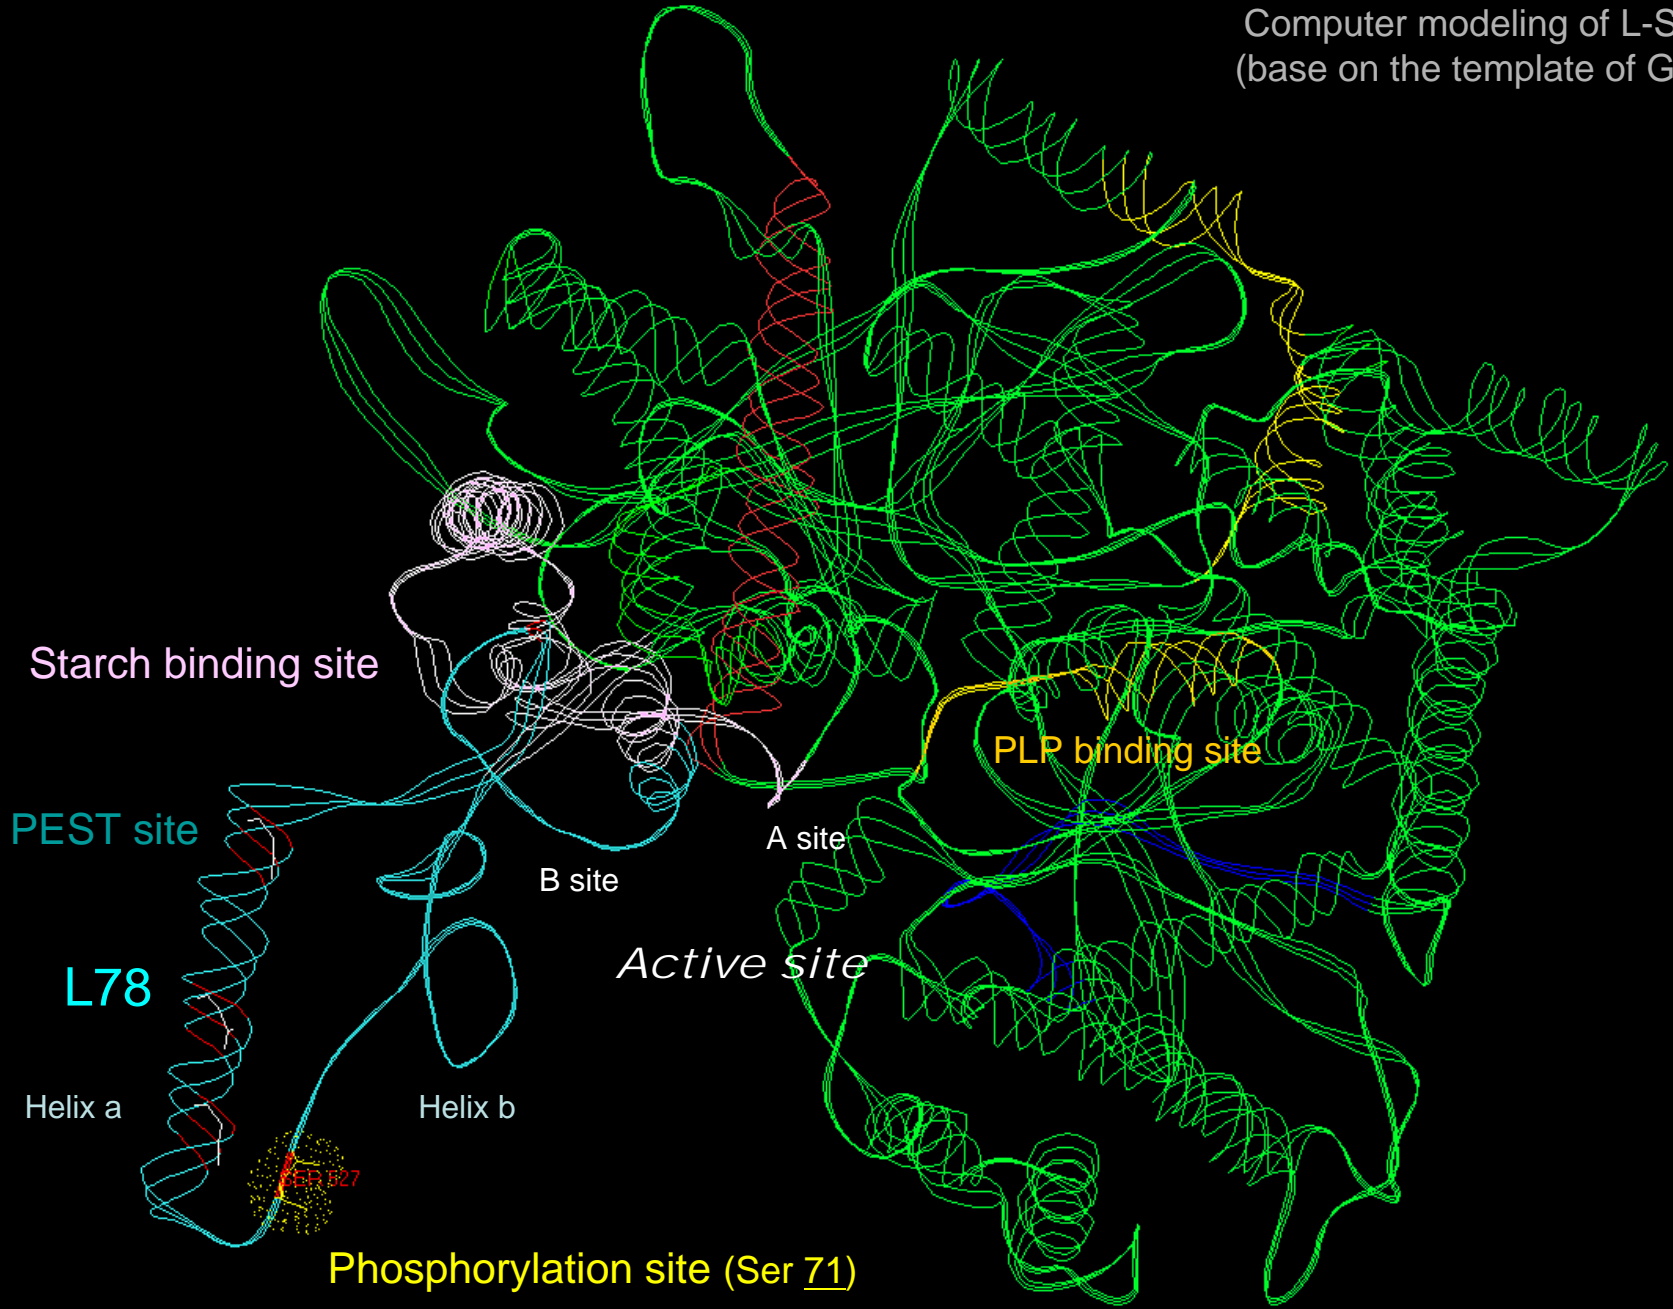 Computer modeling of L-S
(base on the template of G
Starch binding site
PLP binding site
PEST site
A site
B site
Active site
L78
Helix a
Helix b
SER 527
Phosphorylation site (Ser 71)